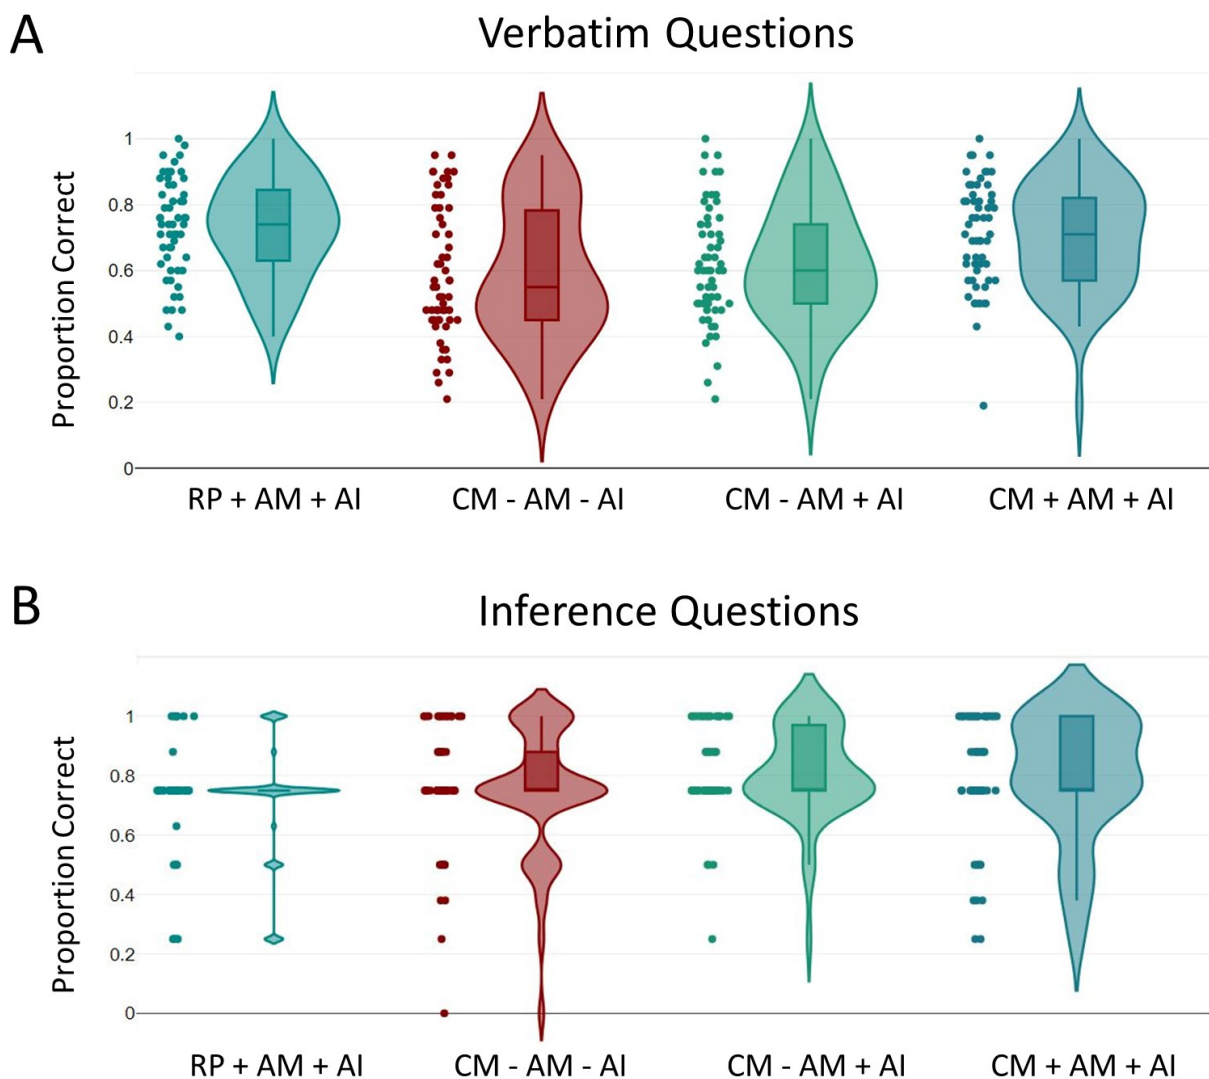 A
Verbatim Questions
Proportion Correct
1
0.8
0.6
0.4
0.2
0
RP + AM + AI
CM - AM - AI
CM - AM + AI
CM + AM + AI
B
Inference Questions
Proportion Correct
1
0.8
0.6
0.4
0.2
0
RP + AM + AI
CM - AM - AI
CM - AM + AI
CM + AM + AI